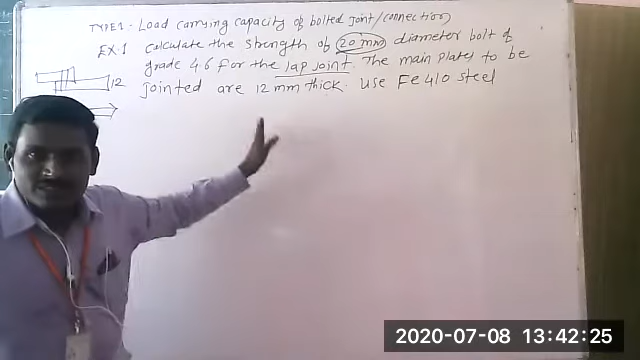 TYPE1 - Load carrying capacity of bolted joint/connection)
EX.1 calculate the strength of 20 mm diameter bolt of
grade 4.6 for the lap joint. The main plates to be
12 jointed are 12 mm thick. Use Fe410 steel
2020-07-08 13:42:25